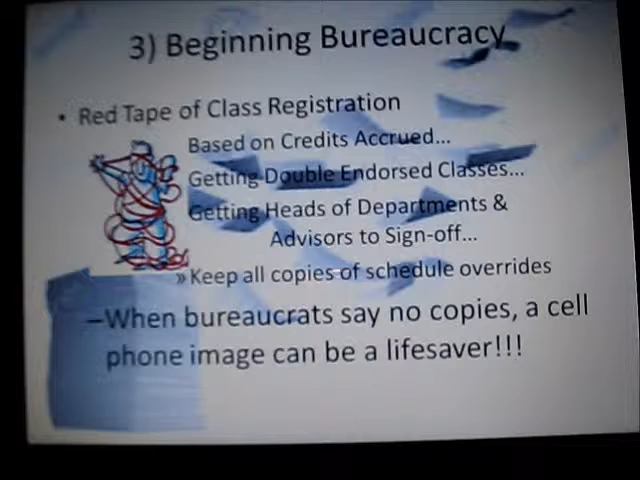 3) Beginning Bureaucracy
• Red Tape of Class Registration
Based on Credits Accrued...
Getting Double Endorsed Classes...
Getting Heads of Departments &
Advisors to Sign-off...
» Keep all copies of schedule overrides
–When bureaucrats say no copies, a cell
phone image can be a lifesaver!!!